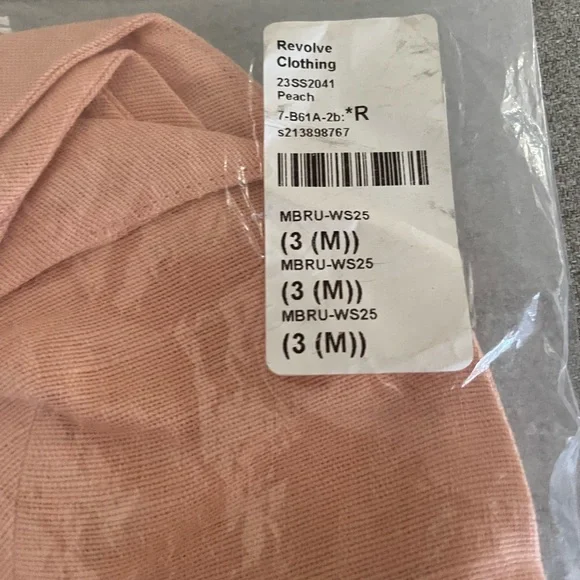 Revolve
Clothing
23SS2041
Peach
7-B61A-2b:*R
s213898767
MBRU-WS25
(3 (M))
MBRU-WS25
(3 (M))
MBRU-WS25
(3 (M))